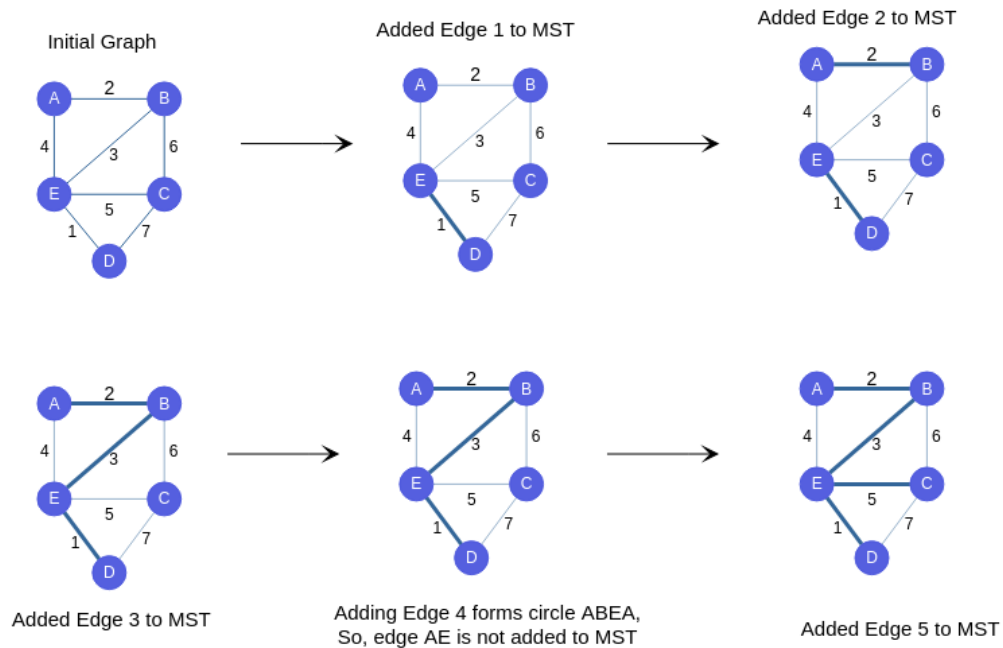 Initial Graph
A
2
B
4
3
6
E
5
C
1
7
D
Added Edge 1 to MST
A
2
B
4
3
6
E
5
C
1
7
D
Added Edge 2 to MST
A
2
B
4
3
6
E
5
C
1
7
D
A
2
B
4
3
6
E
5
C
1
7
D
Added Edge 3 to MST
A
2
B
4
3
6
E
5
C
1
7
D
Adding Edge 4 forms circle ABEA,
So, edge AE is not added to MST
A
2
B
4
3
6
E
5
C
1
7
D
Added Edge 5 to MST